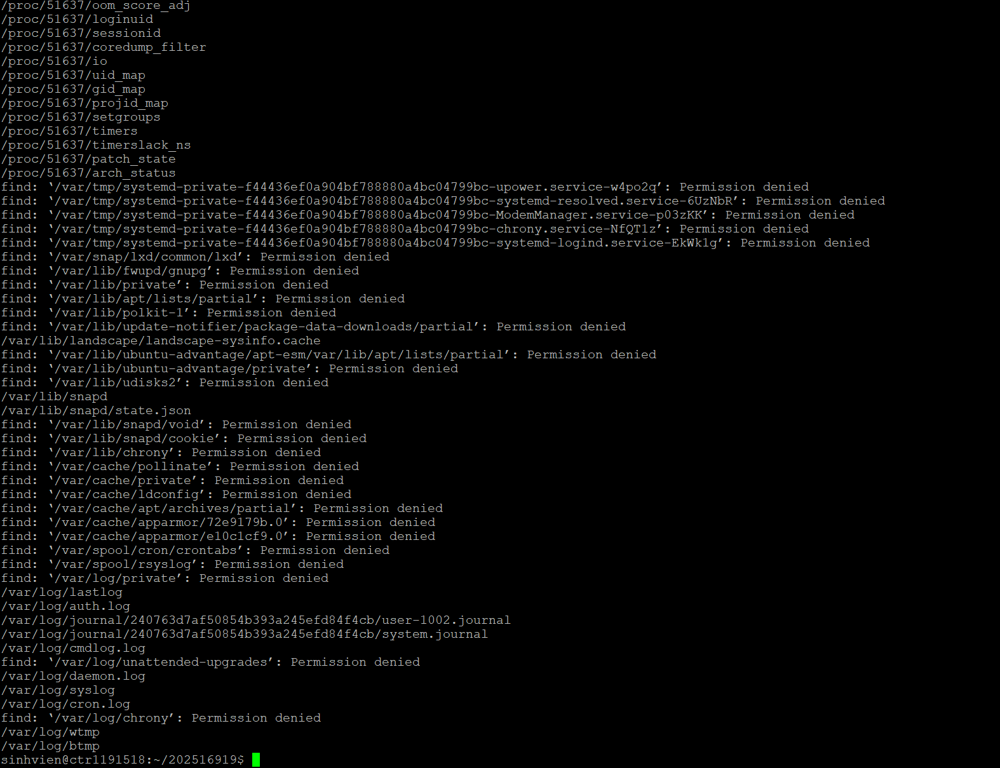 /proc/51637/oom_score_adj
/proc/51637/loginuid
/proc/51637/sessionid
/proc/51637/coredump_filter
/proc/51637/io
/proc/51637/uid_map
/proc/51637/gid_map
/proc/51637/projid_map
/proc/51637/setgroups
/proc/51637/timers
/proc/51637/timerslack_ns
/proc/51637/patch_state
/proc/51637/arch_status
find: ‘/var/tmp/systemd-private-f44436ef0a904bf788880a4bc04799bc-upower.service-w4po2q’: Permission denied
find: ‘/var/tmp/systemd-private-f44436ef0a904bf788880a4bc04799bc-systemd-resolved.service-6UzNbR’: Permission denied
find: ‘/var/tmp/systemd-private-f44436ef0a904bf788880a4bc04799bc-ModemManager.service-p03zKK’: Permission denied
find: ‘/var/tmp/systemd-private-f44436ef0a904bf788880a4bc04799bc-chrony.service-NfQT1z’: Permission denied
find: ‘/var/tmp/systemd-private-f44436ef0a904bf788880a4bc04799bc-systemd-logind.service-EkWk1g’: Permission denied
find: ‘/var/snap/lxd/common/lxd’: Permission denied
find: ‘/var/lib/fwupd/gnupg’: Permission denied
find: ‘/var/lib/private’: Permission denied
find: ‘/var/lib/apt/lists/partial’: Permission denied
find: ‘/var/lib/polkit-1’: Permission denied
find: ‘/var/lib/update-notifier/package-data-downloads/partial’: Permission denied
/var/lib/landscape/landscape-sysinfo.cache
find: ‘/var/lib/ubuntu-advantage/apt-esm/var/lib/apt/lists/partial’: Permission denied
find: ‘/var/lib/ubuntu-advantage/private’: Permission denied
find: ‘/var/lib/udisks2’: Permission denied
/var/lib/snapd
/var/lib/snapd/state.json
find: ‘/var/lib/snapd/void’: Permission denied
find: ‘/var/lib/snapd/cookie’: Permission denied
find: ‘/var/lib/chrony’: Permission denied
find: ‘/var/cache/pollinate’: Permission denied
find: ‘/var/cache/private’: Permission denied
find: ‘/var/cache/ldconfig’: Permission denied
find: ‘/var/cache/apt/archives/partial’: Permission denied
find: ‘/var/cache/apparmor/72e9179b.0’: Permission denied
find: ‘/var/cache/apparmor/e10c1cf9.0’: Permission denied
find: ‘/var/spool/cron/crontabs’: Permission denied
find: ‘/var/spool/rsyslog’: Permission denied
find: ‘/var/log/private’: Permission denied
/var/log/lastlog
/var/log/auth.log
/var/log/journal/240763d7af50854b393a245efd84f4cb/user-1002.journal
/var/log/journal/240763d7af50854b393a245efd84f4cb/system.journal
/var/log/cmdlog.log
find: ‘/var/log/unattended-upgrades’: Permission denied
/var/log/daemon.log
/var/log/syslog
/var/log/cron.log
find: ‘/var/log/chrony’: Permission denied
/var/log/wtmp
/var/log/btmp
sinhvien@ctr1191518:~/202516919$